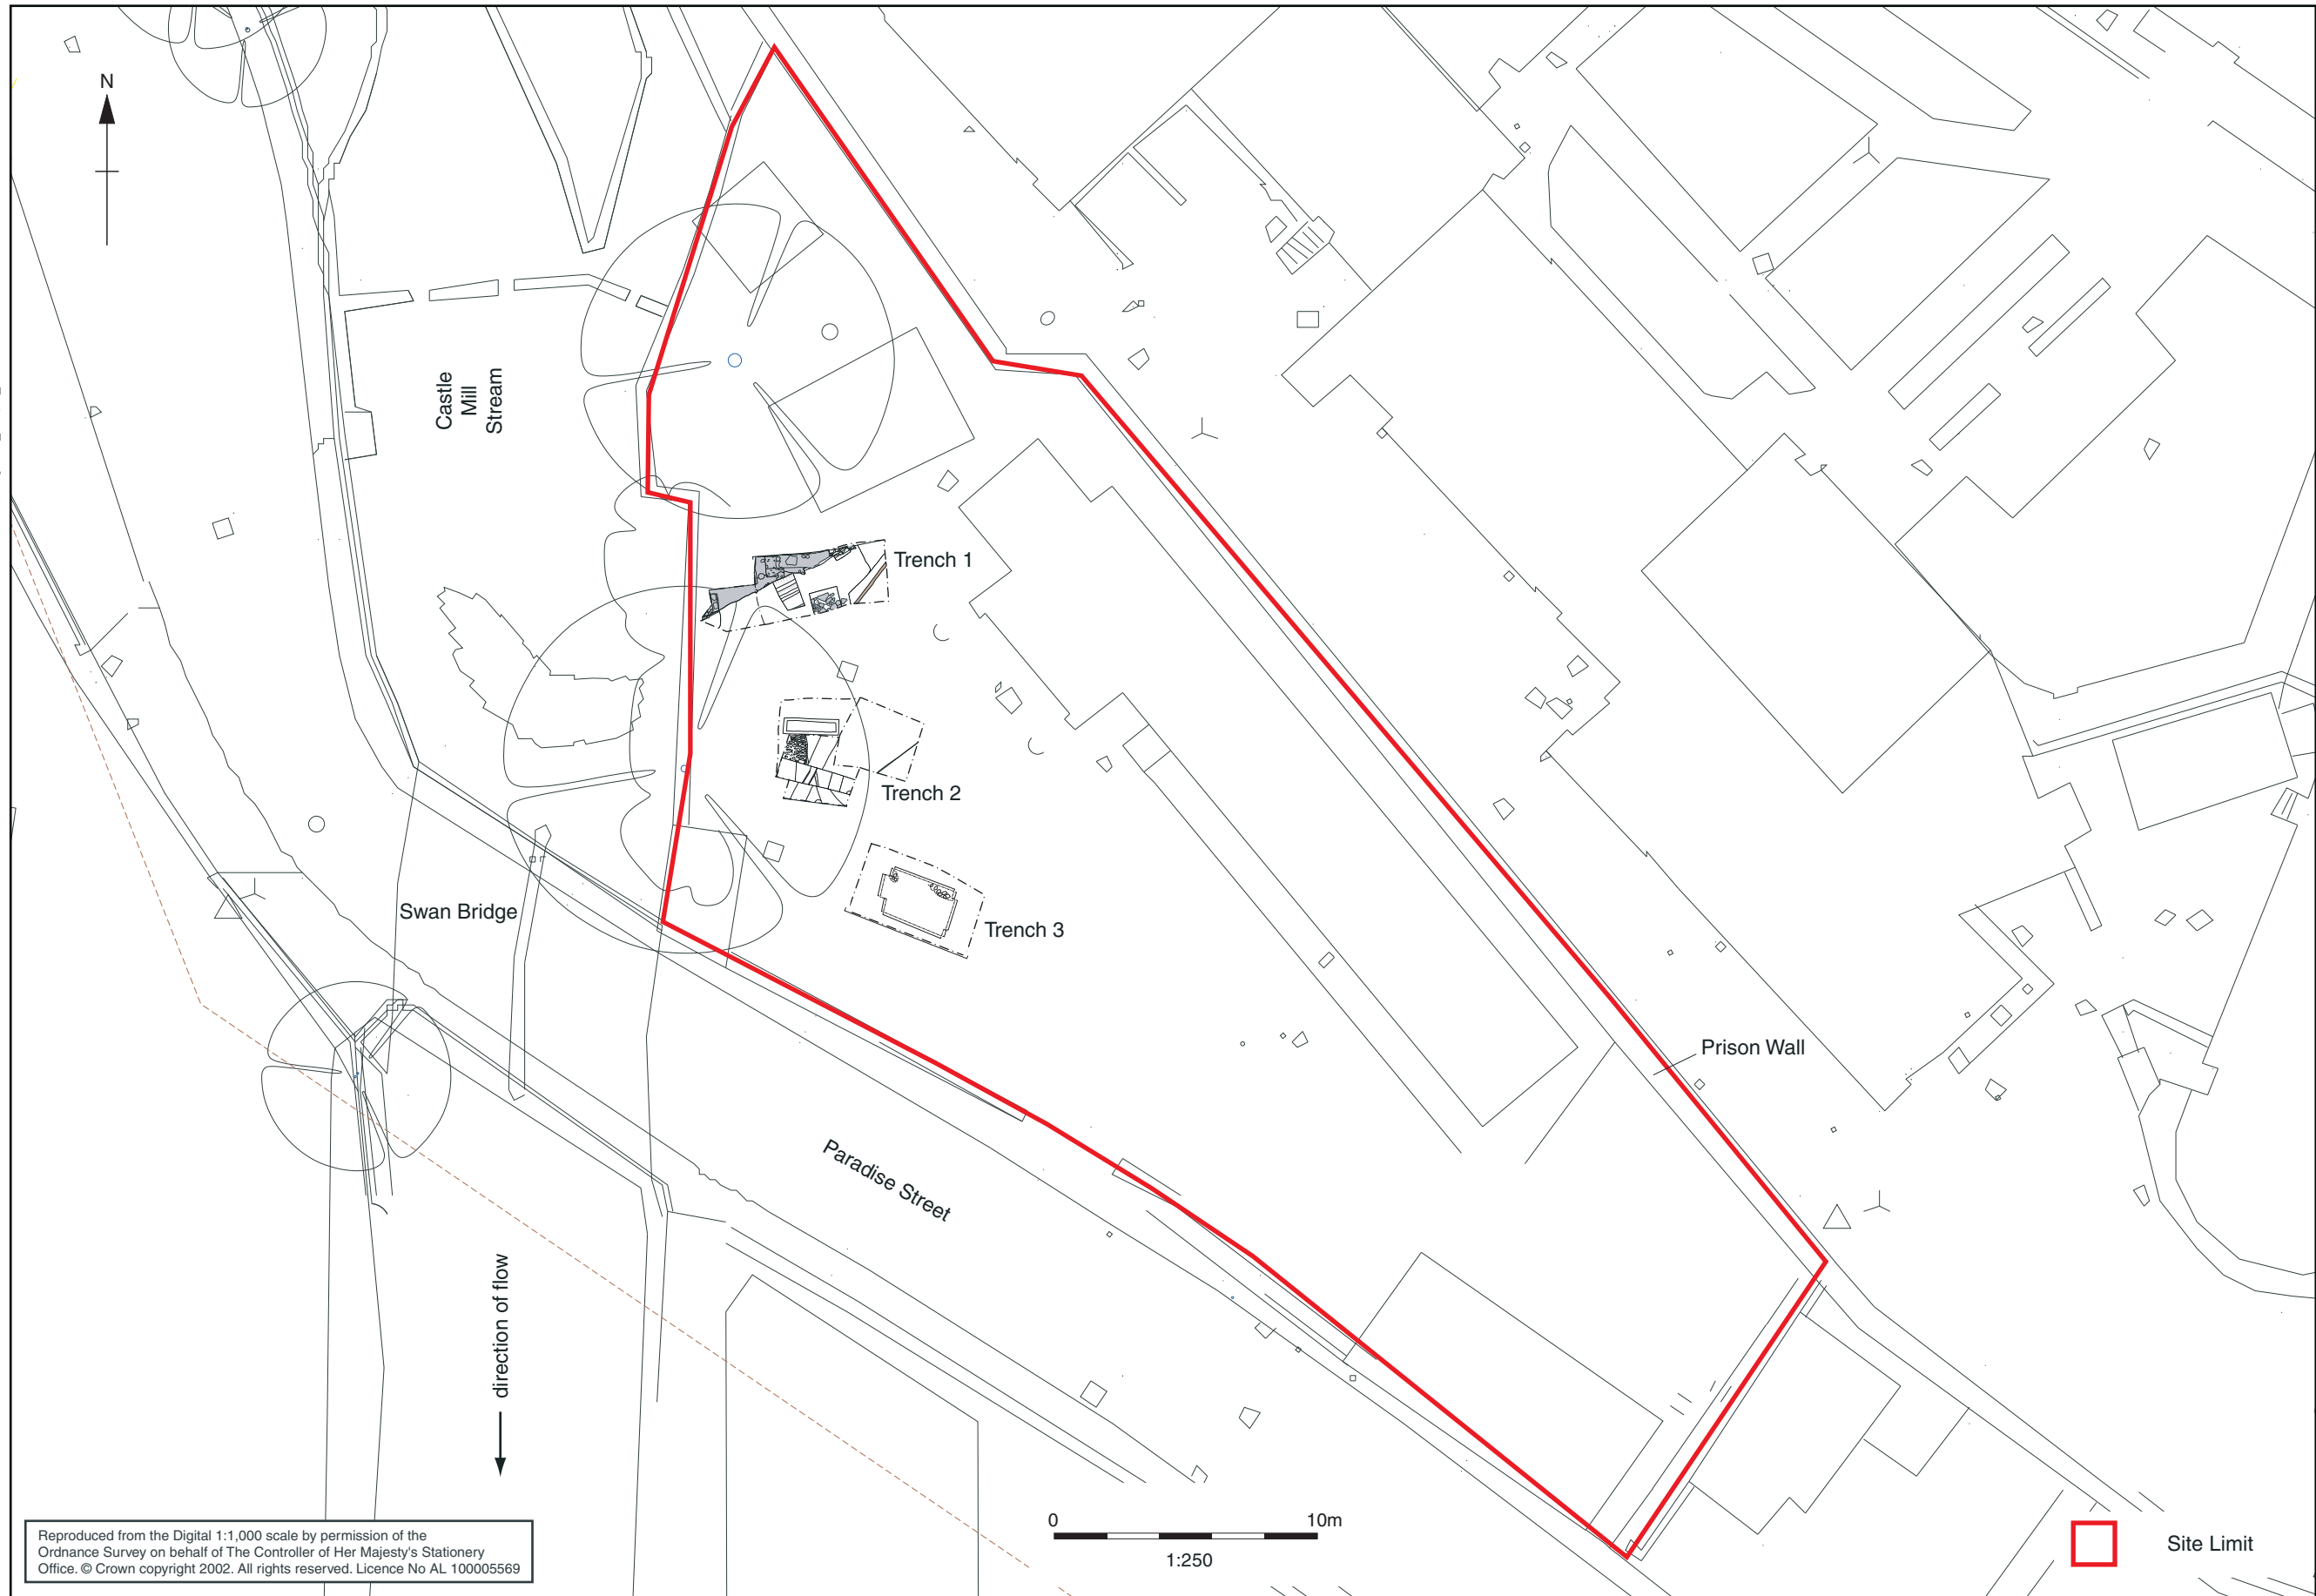 N
Castle
Mill
Stream
Trench 1
Trench 2
Trench 3
Swan Bridge
Prison Wall
Paradise Street
direction of flow
0 10m
1:250
Site Limit
Reproduced from the Digital 1:1,000 scale by permission of the
Ordnance Survey on behalf of The Controller of Her Majesty's Stationery
Office. © Crown copyright 2002. All rights reserved. Licence No AL 100005569